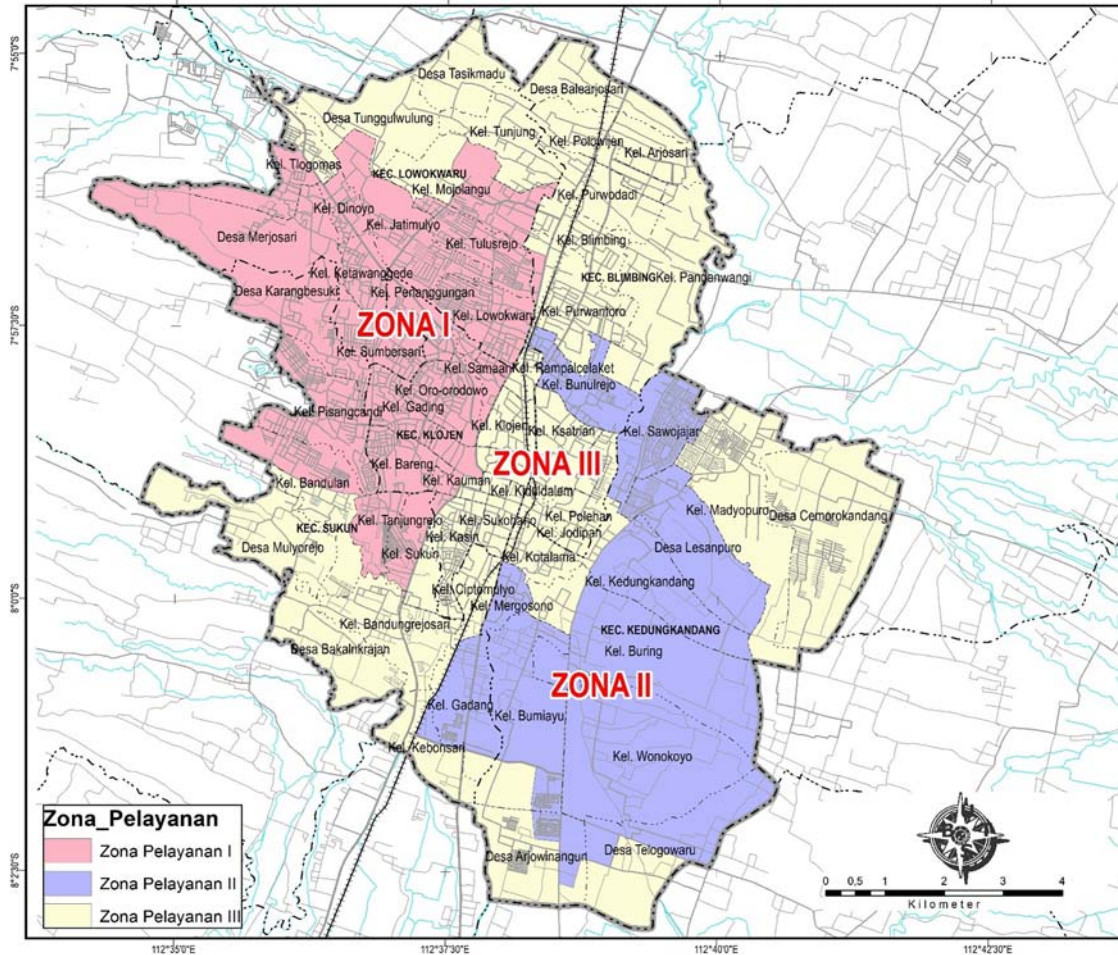 7°55'0"S
Desa Tasikmadu
Desa Balearjosari
Desa Tunggulwulung
Kel. Tunjung
Kel. Polowijen
Kel. Arjosari
Kel. Tlogomas
KEC. LOWOKWARU
Kel. Mojolangu
Kel. Purwodadi
Kel. Dinoyo
Kel. Jatimulyo
Desa Merjosari
Kel. Tulusrejo
Kel. Blimbing
Kel. Ketawanggede
KEC. BLIMBING
Kel. Pandanwangi
Desa Karangbesuki
Kel. Penanggungan
Kel. Lowokwaru
Kel. Purwantoro
7°57'30"S
ZONA I
Kel. Sumbersari
Kel. Samaan
Kel. Rampalcelaket
Kel. Bunulrejo
Kel. Oro-orodowo
Kel. Pisangcandi
Kel. Gading
Kel. Klojen
Kel. Ksatrian
Kel. Sawojajar
KEC. KLOJEN
ZONA III
Kel. Bareng
Kel. Kauman
Kel. Bandulan
Kel. Kiduldalem
Kel. Madyopuro
Desa Cemorokandang
KEC. SUKUN
Kel. Tanjungrejo
Kel. Sukoharjo
Kel. Polehan
Kel. Kasin
Kel. Jodipan
Desa Mulyorejo
Kel. Sukun
Kel. Kotalama
Desa Lesanpuro
8°0'0"S
Kel. Ciptomulyo
Kel. Kedungkandang
Kel. Mergosono
Kel. Bandungrejosari
KEC. KEDUNGKANDANG
Desa Bakalnkrajan
Kel. Buring
ZONA II
Kel. Gadang
Kel. Bumiayu
Kel. Kebonsari
Kel. Wonokoyo
Zona_Pelayanan
Zona Pelayanan I
Zona Pelayanan II
Zona Pelayanan III
Desa Arjowinangun
Desa Telogowaru
8°2'30"S
0 0,5 1 2 3 4
Kilometer
112°35'0"E 112°37'30"E 112°40'0"E 112°42'30"E